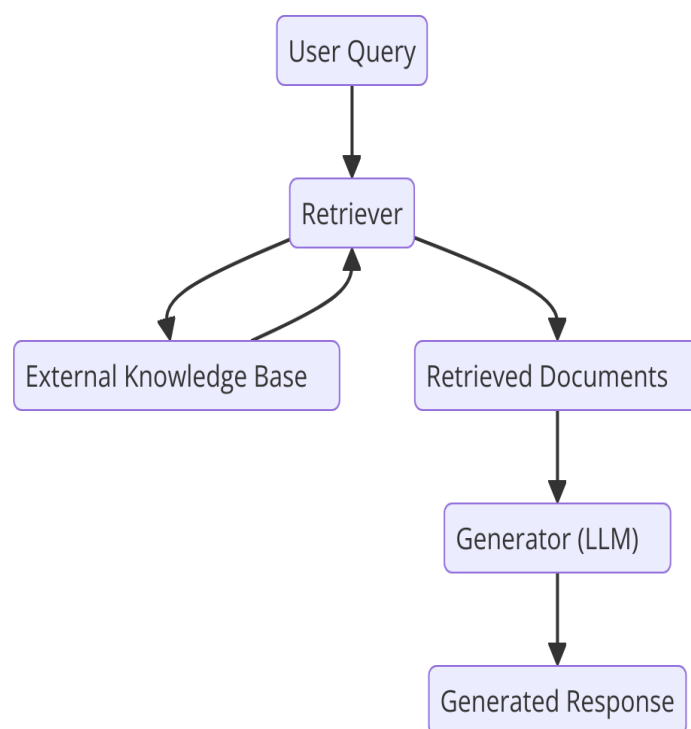 User Query
Retriever
External Knowledge Base
Retrieved Documents
Generator (LLM)
Generated Response